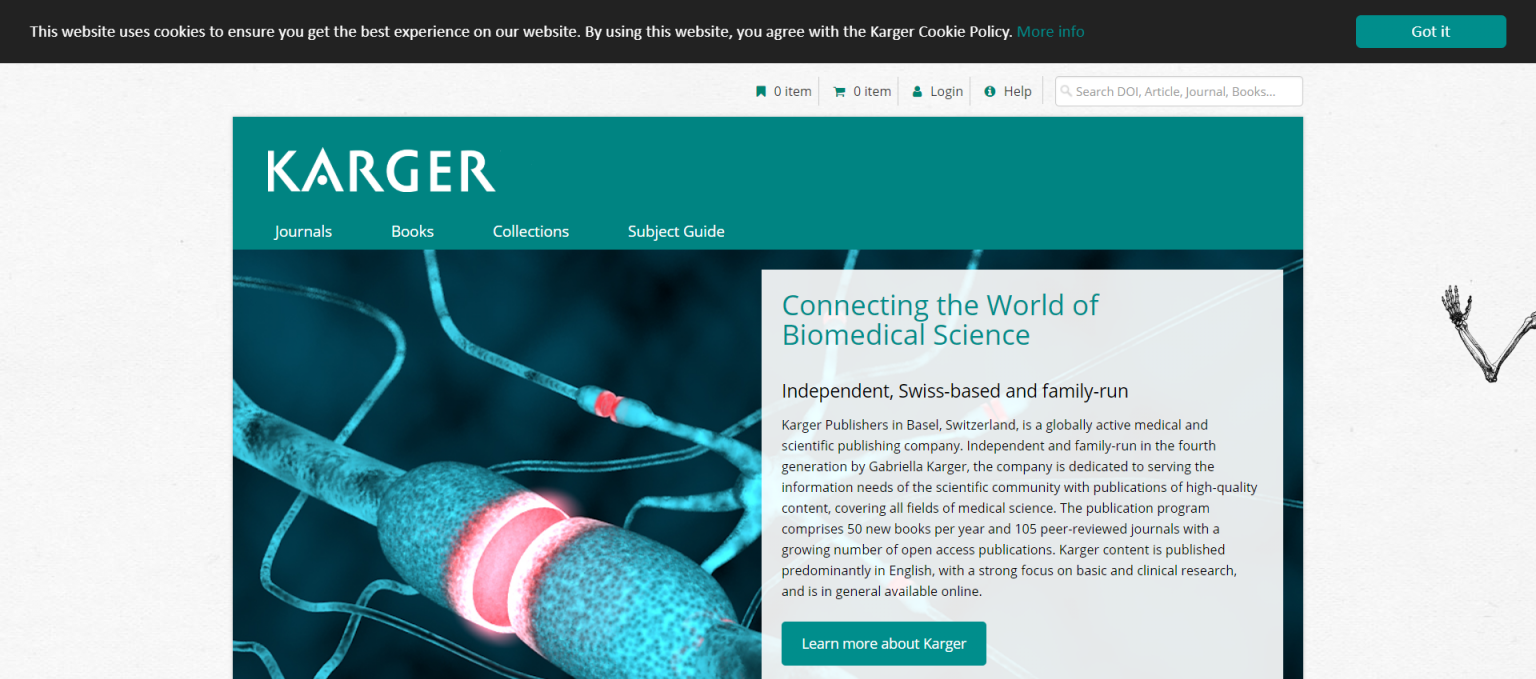 This website uses cookies to ensure you get the best experience on our website. By using this website, you agree with the Karger Cookie Policy. More info
Got it
0 item
0 item
Login
Help
Search DOI, Article, Journal, Books...
KARGER
Journals
Books
Collections
Subject Guide
Connecting the World of
Biomedical Science
Independent, Swiss-based and family-run
Karger Publishers in Basel, Switzerland, is a globally active medical and
scientific publishing company. Independent and family-run in the fourth
generation by Gabriella Karger, the company is dedicated to serving the
information needs of the scientific community with publications of high-quality
content, covering all fields of medical science. The publication program
comprises 50 new books per year and 105 peer-reviewed journals with a
growing number of open access publications. Karger content is published
predominantly in English, with a strong focus on basic and clinical research,
and is in general available online.
Learn more about Karger